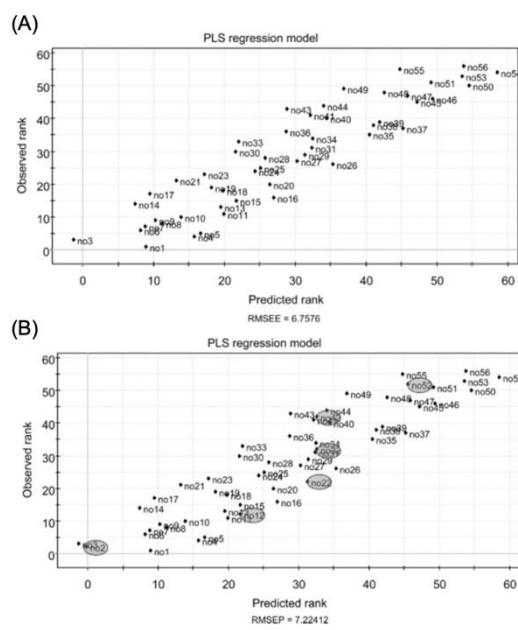 (A)
PLS regression model
Observed rank
60
50
40
30
20
10
0
no56
no55
no53
no54
no51
no50
no49
no48
no47
no46
no45
no44
no43
no41
no40
no39
no38
no37
no36
no35
no34
no33
no31
no30
no29
no28
no27
no26
no25
no24
no23
no21
no20
no19
no18
no17
no16
no15
no14
no13
no11
no10
no9
no8
no7
no6
no5
no4
no3
no1
0 10 20 30 40 50
Predicted rank
RMSEE = 6.7576
(B)
PLS regression model
Observed rank
60
50
40
30
20
10
0
no56
no55
no53
no52
no51
no50
no49
no48
no47
no46
no45
no44
no43
no40
no39
no38
no37
no36
no35
no34
no33
no30
no29
no28
no27
no26
no25
no24
no23
no22
no21
no20
no19
no18
no17
no16
no15
no14
no12
no10
no9
no8
no6
no5
no4
no3
no2
no1
0 10 20 30 40 50
Predicted rank
RMSEP = 7.22412